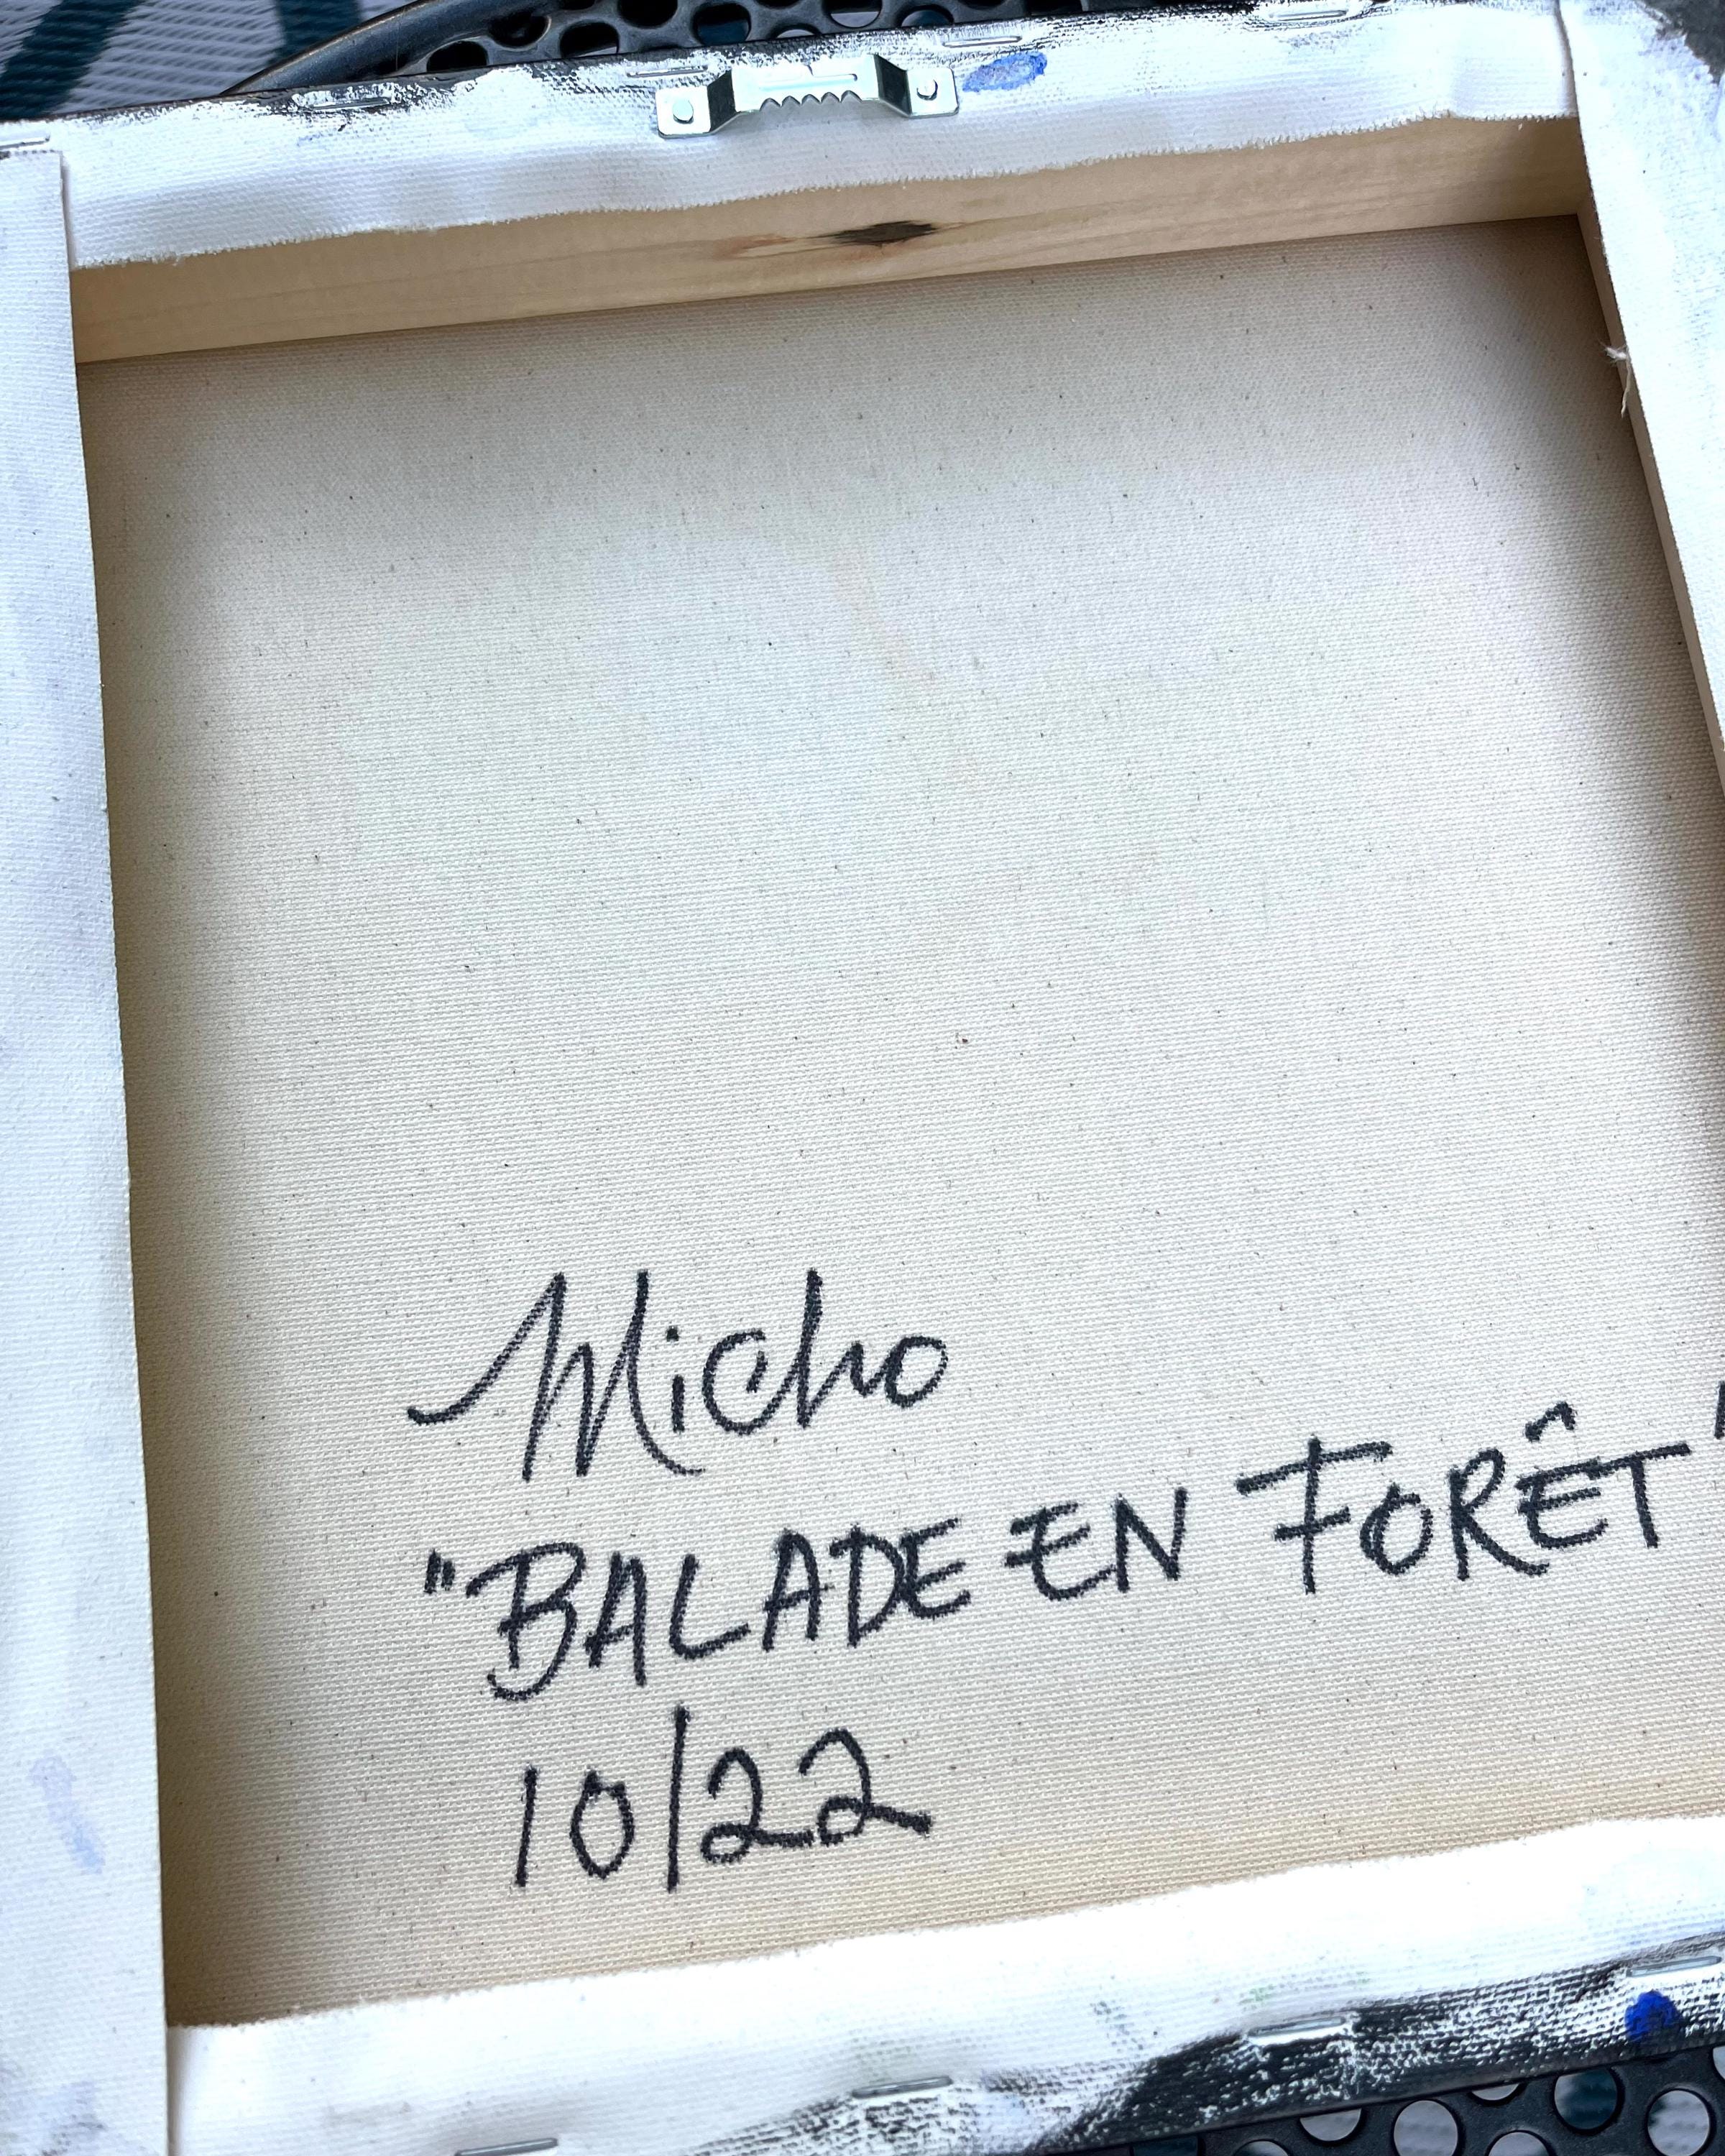 Micho
"BALADE EN FORÊT"
10/22